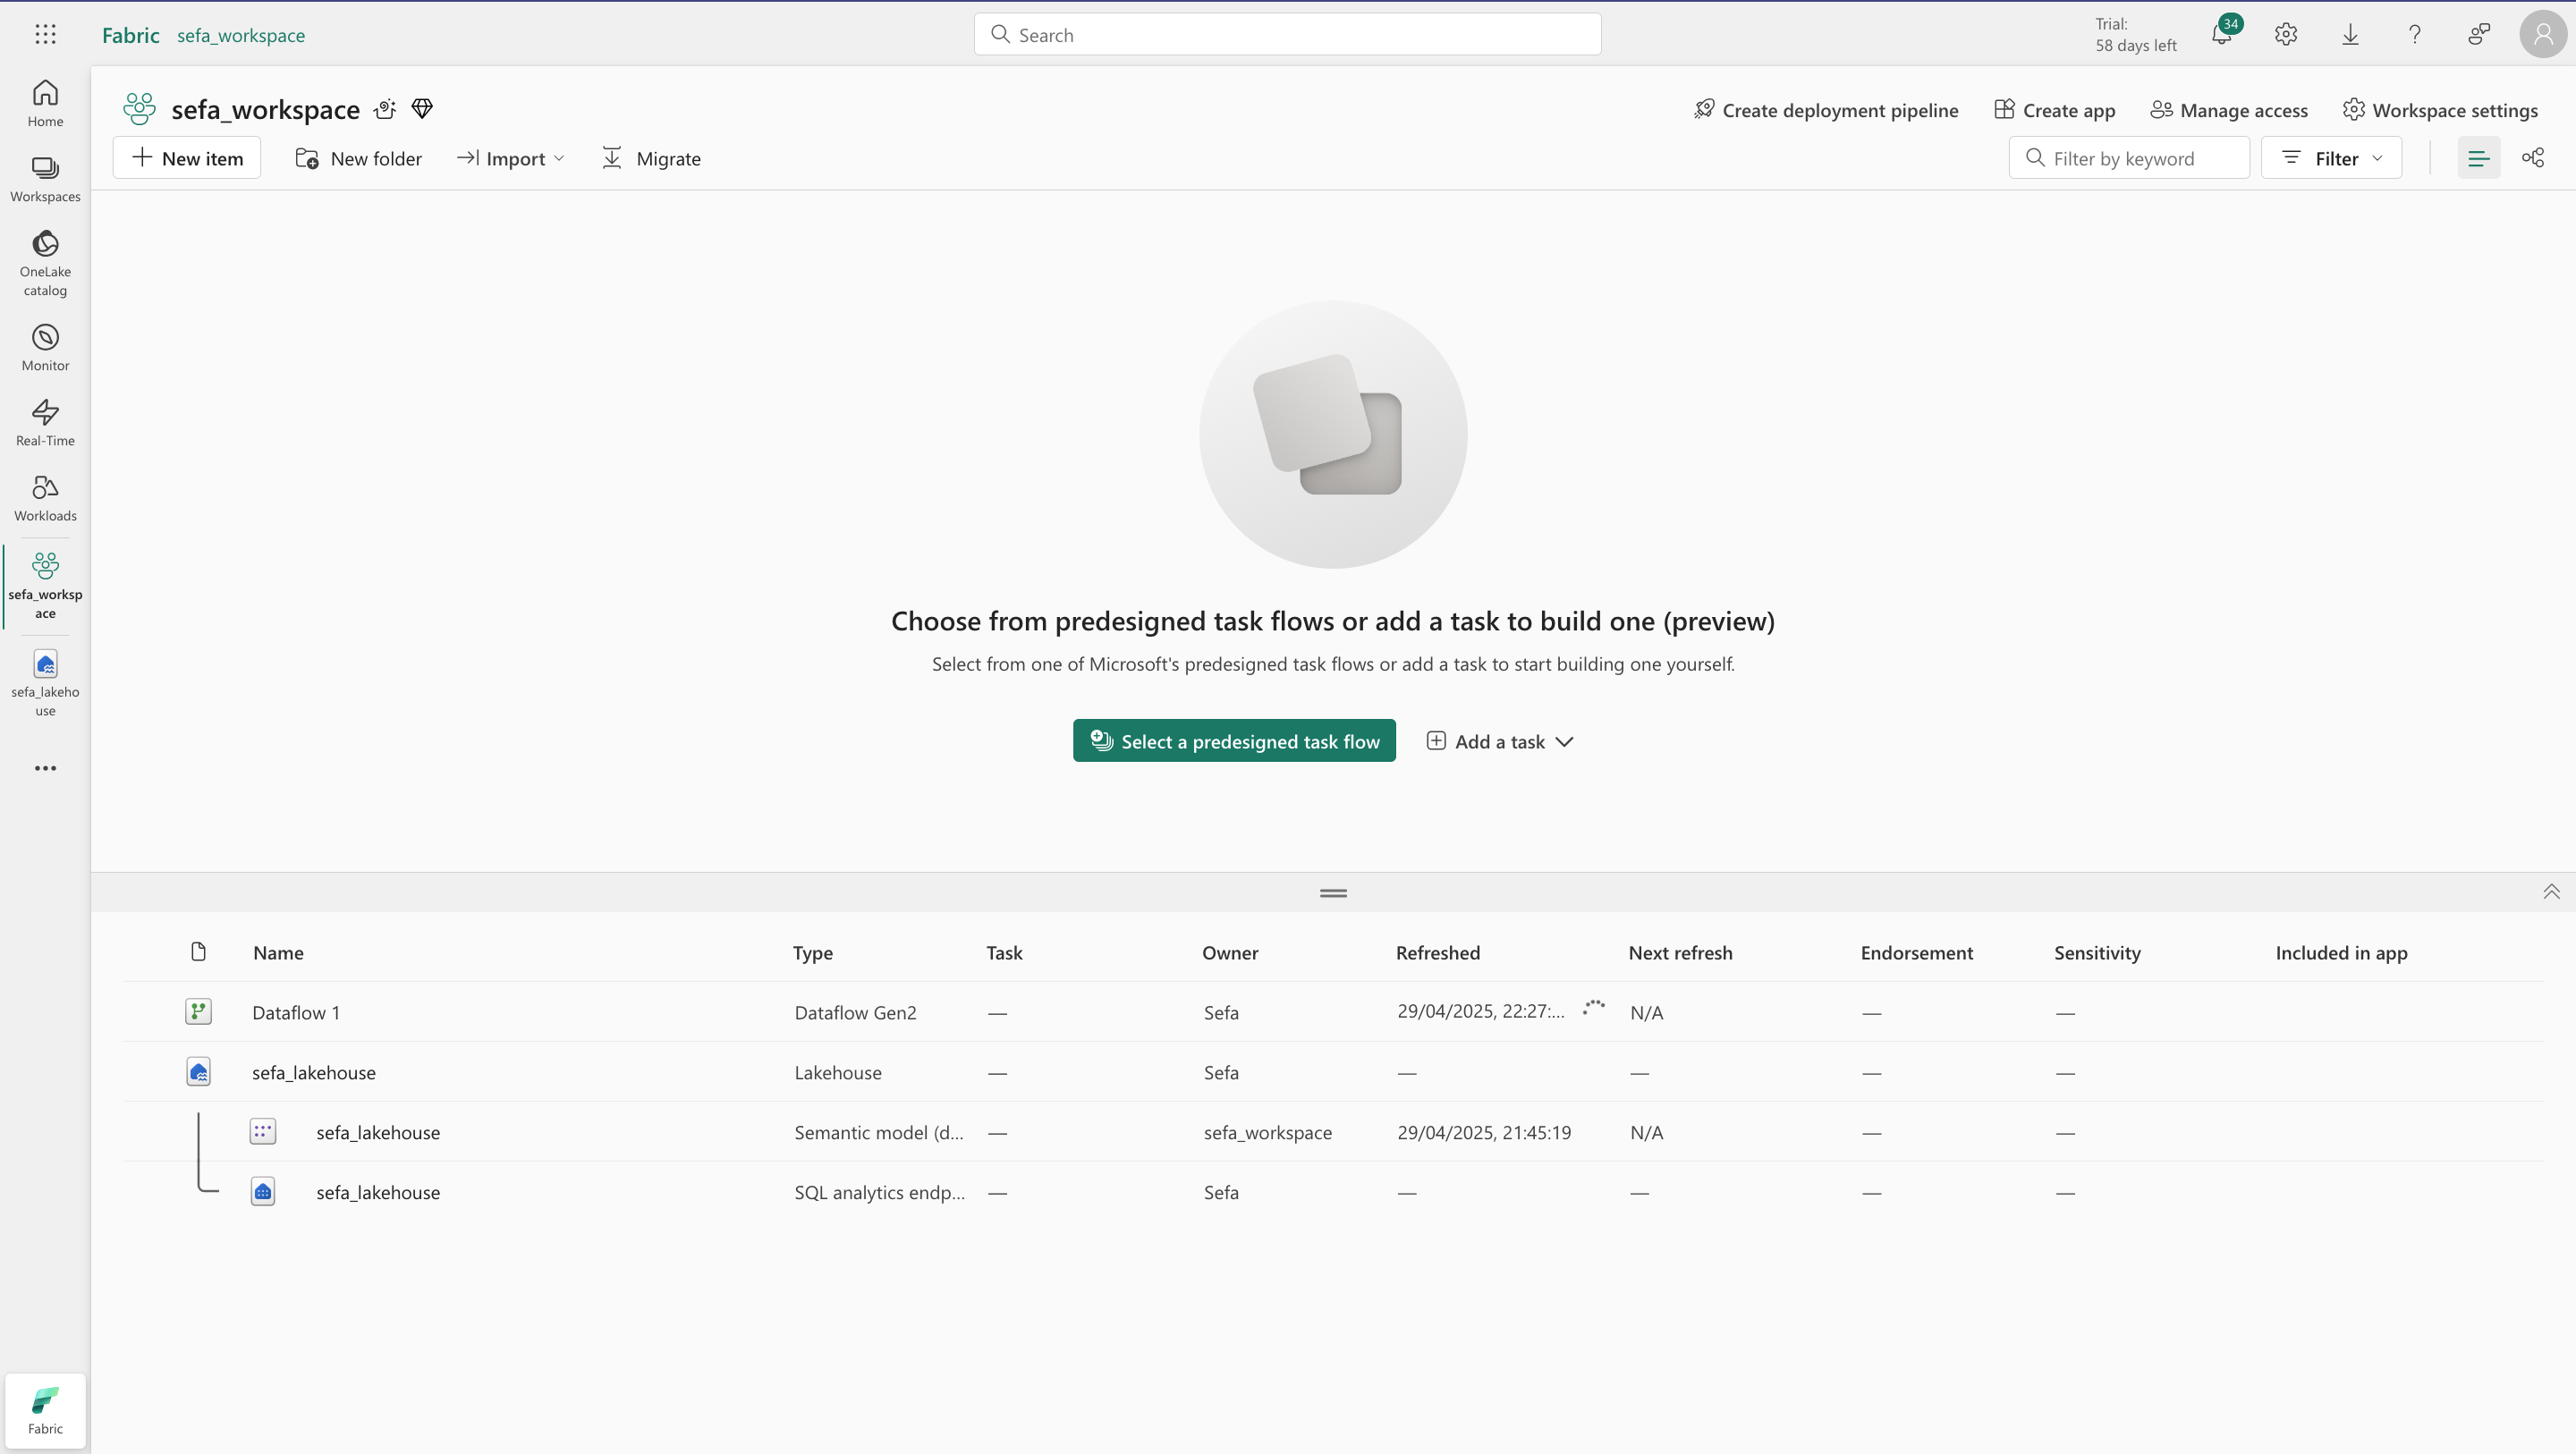 Fabric sefa_workspace
Search
Trial:
58 days left
34
Home
Workspaces
OneLake
catalog
Monitor
Real-Time
Workloads
sefa_worksp
ace
sefa_lakeho
use
Fabric
sefa_workspace
Create deployment pipeline Create app Manage access Workspace settings
New item New folder Import Migrate
Filter by keyword Filter
Choose from predesigned task flows or add a task to build one (preview)
Select from one of Microsoft's predesigned task flows or add a task to start building one yourself.
Select a predesigned task flow Add a task
Name Type Task Owner Refreshed Next refresh Endorsement Sensitivity Included in app
Dataflow 1 Dataflow Gen2 — Sefa 29/04/2025, 22:27:... N/A — —
sefa_lakehouse Lakehouse — Sefa — — — —
sefa_lakehouse Semantic model (d... — sefa_workspace 29/04/2025, 21:45:19 N/A — —
sefa_lakehouse SQL analytics endp... — Sefa — — — —